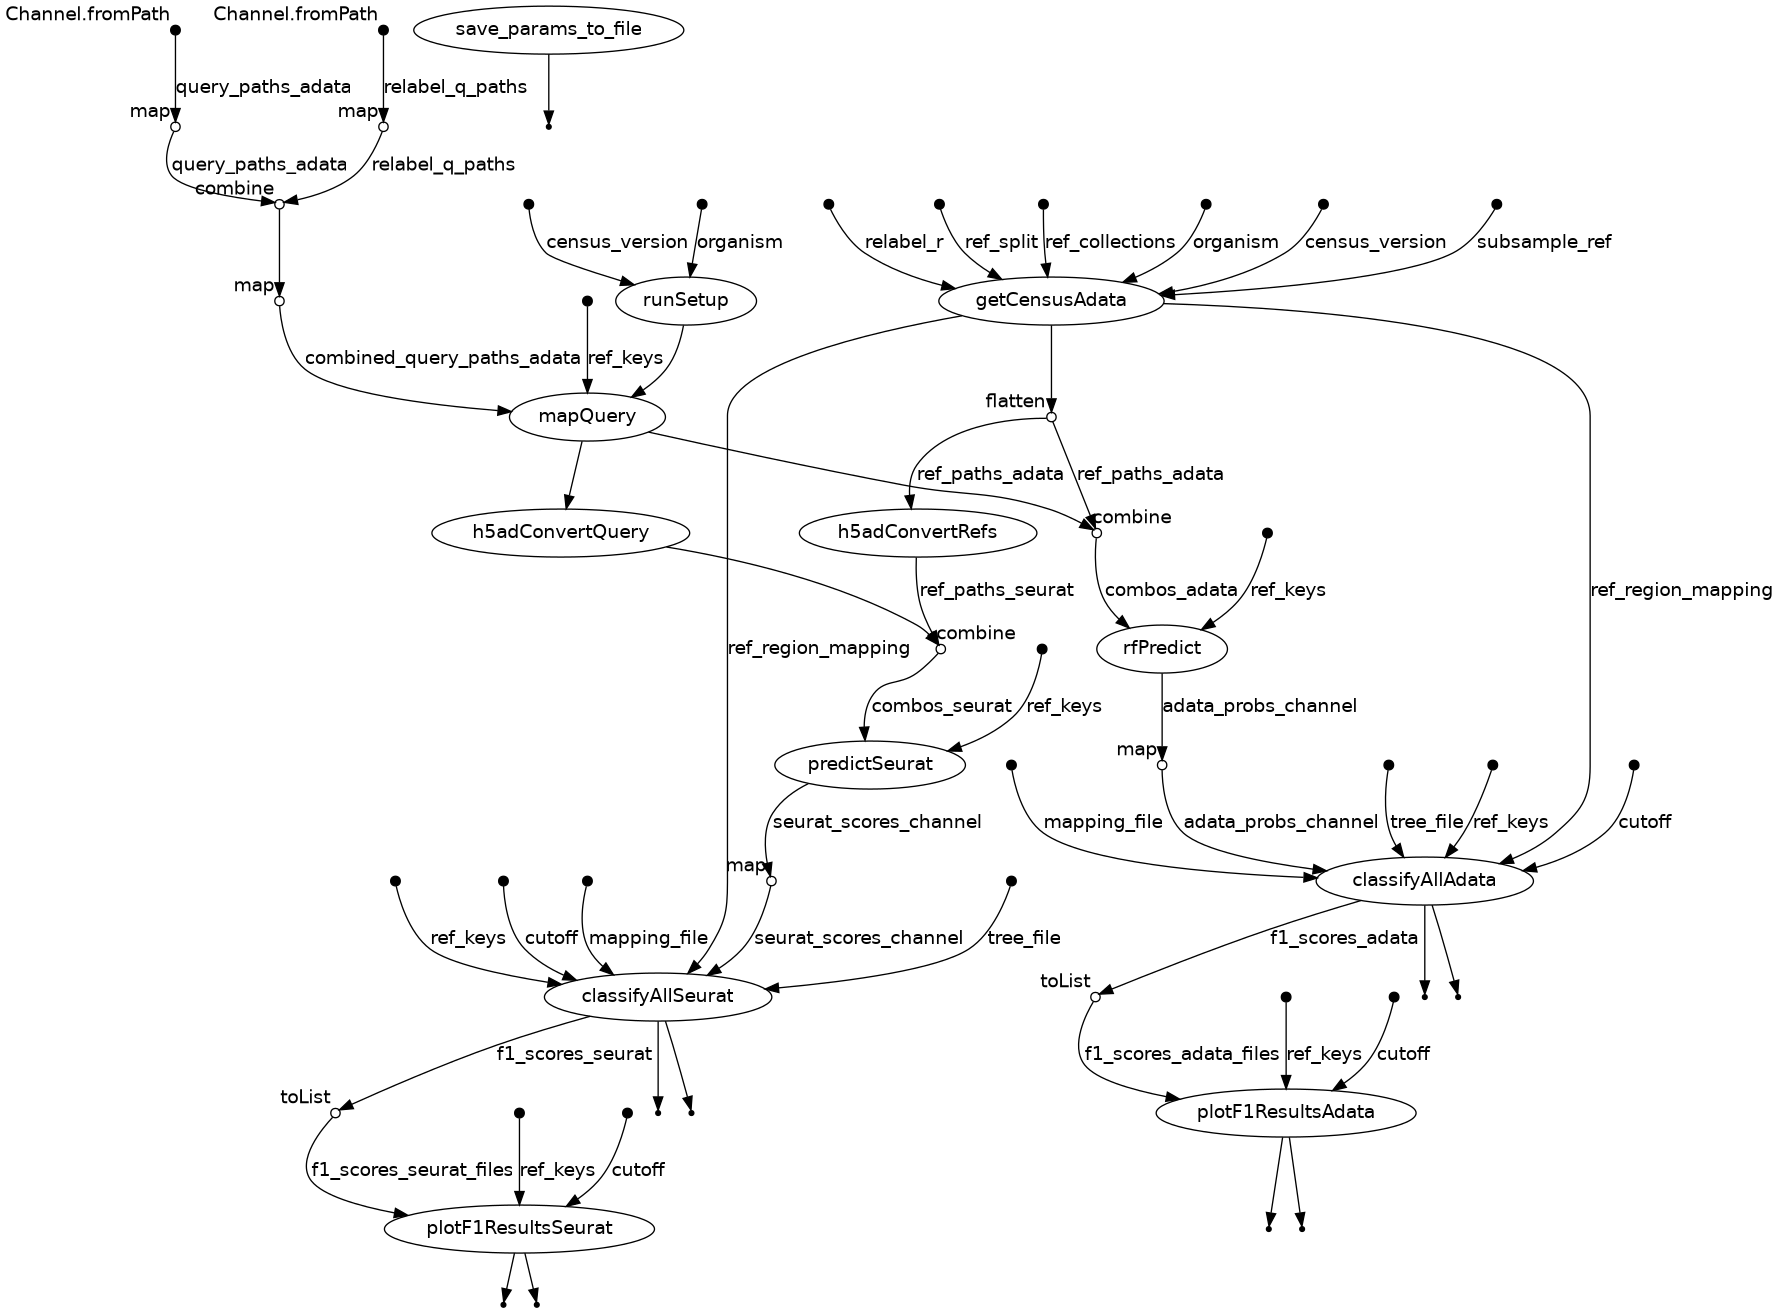 Channel.fromPath
Channel.fromPath
save_params_to_file
query_paths_adata
relabel_q_paths
map
map
query_paths_adata
relabel_q_paths
combine
census_version
organism
relabel_r
ref_split
ref_collections
organism
census_version
subsample_ref
map
runSetup
getCensusAdata
combined_query_paths_adata
ref_keys
flatten
mapQuery
ref_paths_adata
ref_paths_adata
combine
h5adConvertQuery
h5adConvertRefs
ref_paths_seurat
combos_adata
ref_keys
ref_region_mapping
combine
ref_region_mapping
rfPredict
combos_seurat
ref_keys
adata_probs_channel
map
predictSeurat
seurat_scores_channel
mapping_file
adata_probs_channel
tree_file
ref_keys
cutoff
map
classifyAllAdata
ref_keys
cutoff
mapping_file
seurat_scores_channel
tree_file
f1_scores_adata
toList
classifyAllSeurat
f1_scores_seurat
f1_scores_adata_files
ref_keys
cutoff
toList
plotF1ResultsAdata
f1_scores_seurat_files
ref_keys
cutoff
plotF1ResultsSeurat